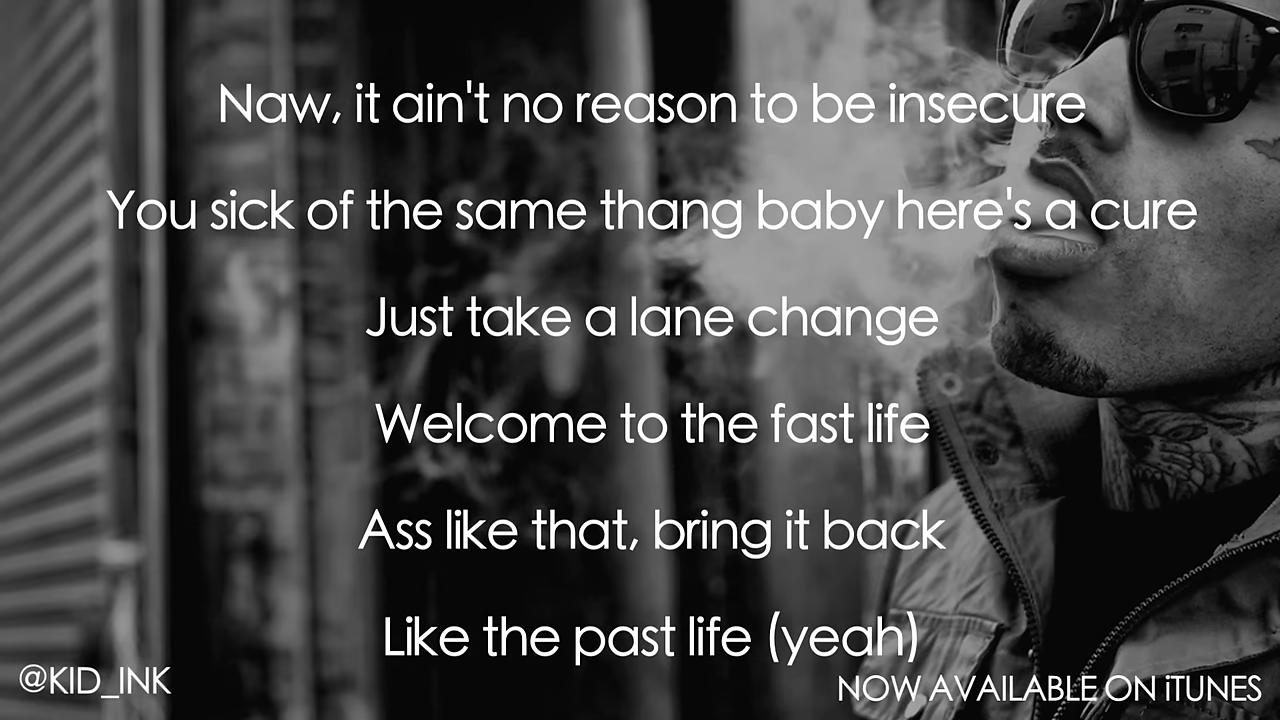 Naw, it ain't no reason to be insecure
You sick of the same thang baby here's a cure
Just take a lane change
Welcome to the fast life
Ass like that, bring it back
Like the past life (yeah)
@KID_INK
NOW AVAILABLE ON iTUNES